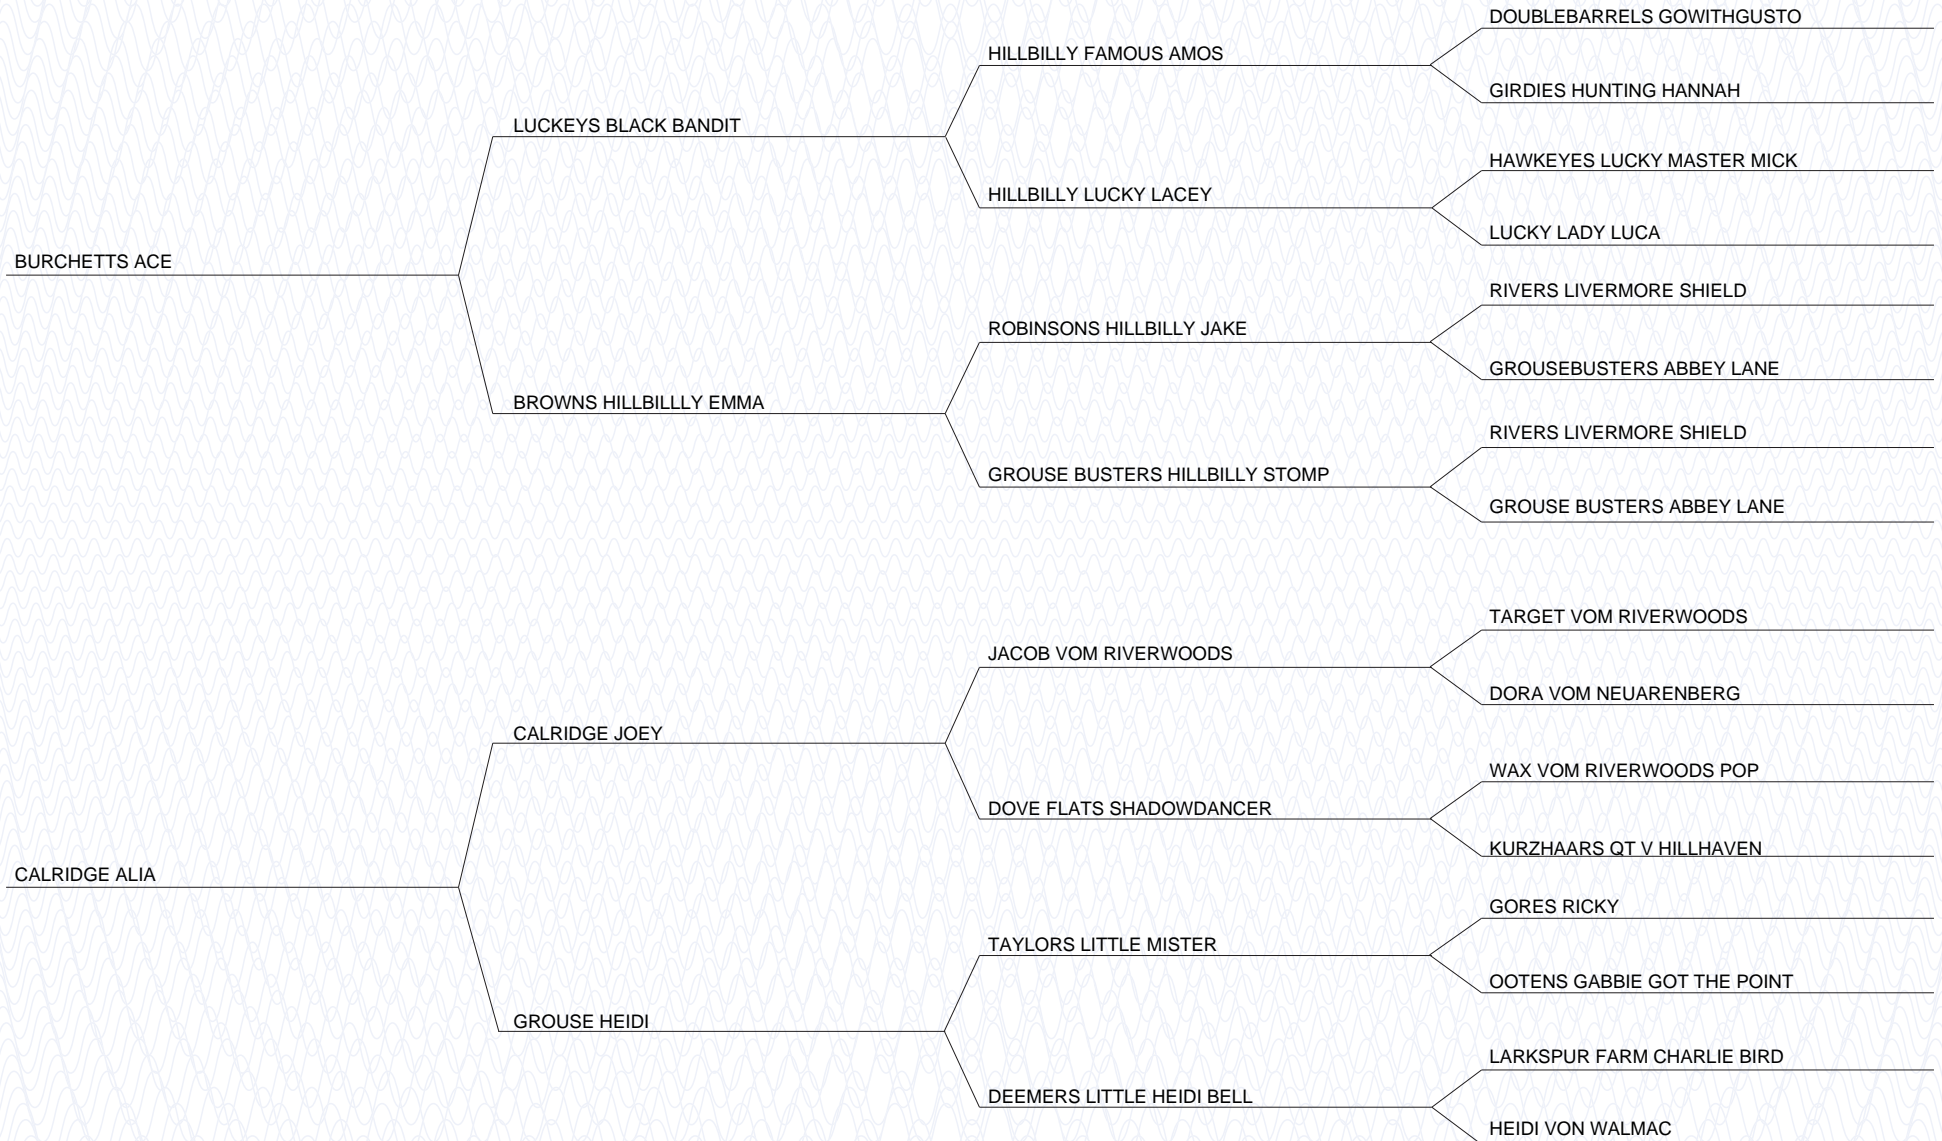 DOUBLEBARRELS GOWITHGUSTO
HILLBILLY FAMOUS AMOS
GIRDIES HUNTING HANNAH
LUCKEYS BLACK BANDIT
HAWKEYES LUCKY MASTER MICK
HILLBILLY LUCKY LACEY
LUCKY LADY LUCA
BURCHETTS ACE
RIVERS LIVERMORE SHIELD
ROBINSONS HILLBILLY JAKE
GROUSEBUSTERS ABBEY LANE
BROWNS HILLBILLLY EMMA
RIVERS LIVERMORE SHIELD
GROUSE BUSTERS HILLBILLY STOMP
GROUSE BUSTERS ABBEY LANE
TARGET VOM RIVERWOODS
JACOB VOM RIVERWOODS
DORA VOM NEUARENBERG
CALRIDGE JOEY
WAX VOM RIVERWOODS POP
DOVE FLATS SHADOWDANCER
KURZHAARS QT V HILLHAVEN
CALRIDGE ALIA
GORES RICKY
TAYLORS LITTLE MISTER
OOTENS GABBIE GOT THE POINT
GROUSE HEIDI
LARKSPUR FARM CHARLIE BIRD
DEEMERS LITTLE HEIDI BELL
HEIDI VON WALMAC